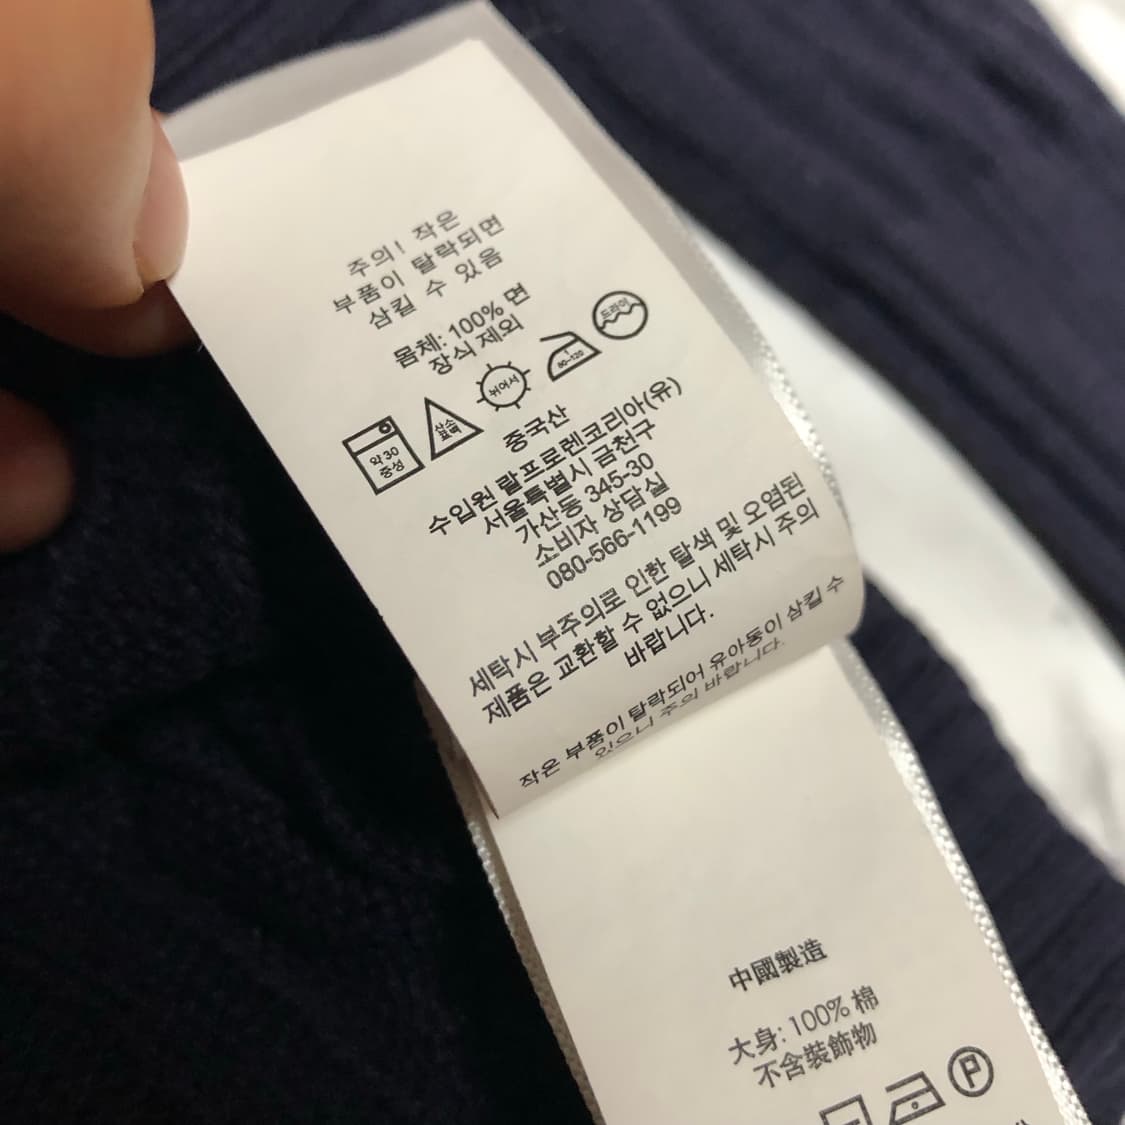 주의! 작은
부품이 탈락되면
삼킬 수 있음
몸체: 100% 면
장식 제외
약 30
중성
산소
표백
뉘어서
1
80~120
드라이
중국산
수입원 랄프로렌코리아(유)
서울특별시 금천구
가산동 345-30
소비자 상담실
080-566-1199
세탁시 부주의로 인한 탈색 및 오염된
제품은 교환할 수 없으니 세탁시 주의
바랍니다.
작은 부품이 탈락되어 유아동이 삼킬 수
있으니 주의 바랍니다.
中國製造
大身: 100% 棉
不含裝飾物
P